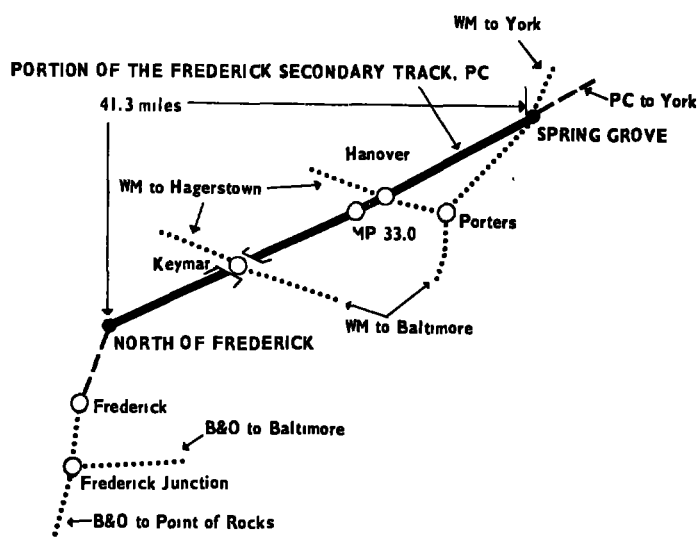 WM to York
PORTION OF THE FREDERICK SECONDARY TRACK, PC
41.3 miles
PC to York
SPRING GROVE
Hanover
WM to Hagerstown
Porters
MP 33.0
Keymar
WM to Baltimore
NORTH OF FREDERICK
Frederick
B&O to Baltimore
Frederick Junction
B&O to Point of Rocks